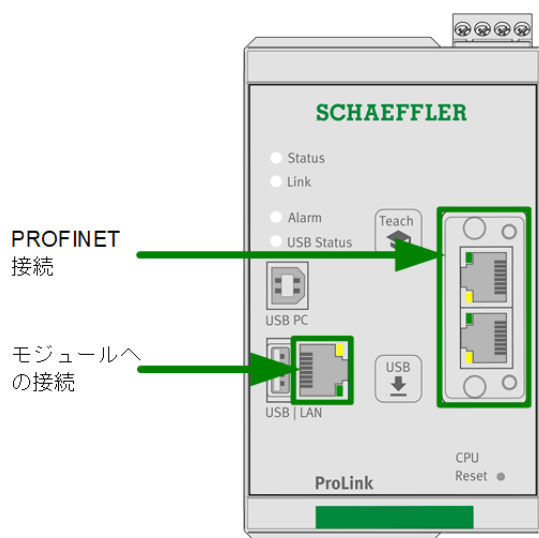 SCHAEFFLER
Status
Link
Alarm
USB Status
Teach
PROFINET
接続
USB PC
モジュールへ
の接続
USB
USB | LAN
CPU
Reset
ProLink